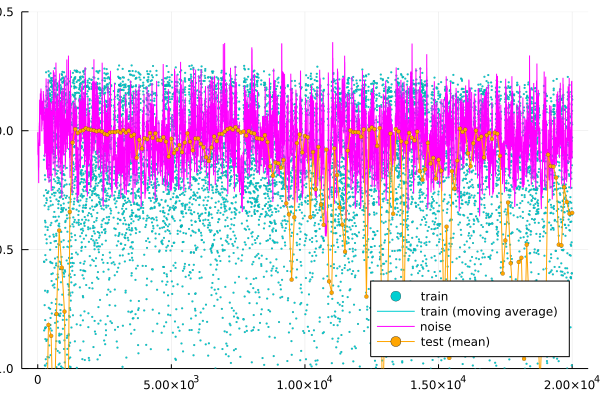 0.5
0.0
0.5
1.0
0
5.00×10³
1.00×10⁴
1.50×10⁴
2.00×10⁴
train
train (moving average)
noise
test (mean)